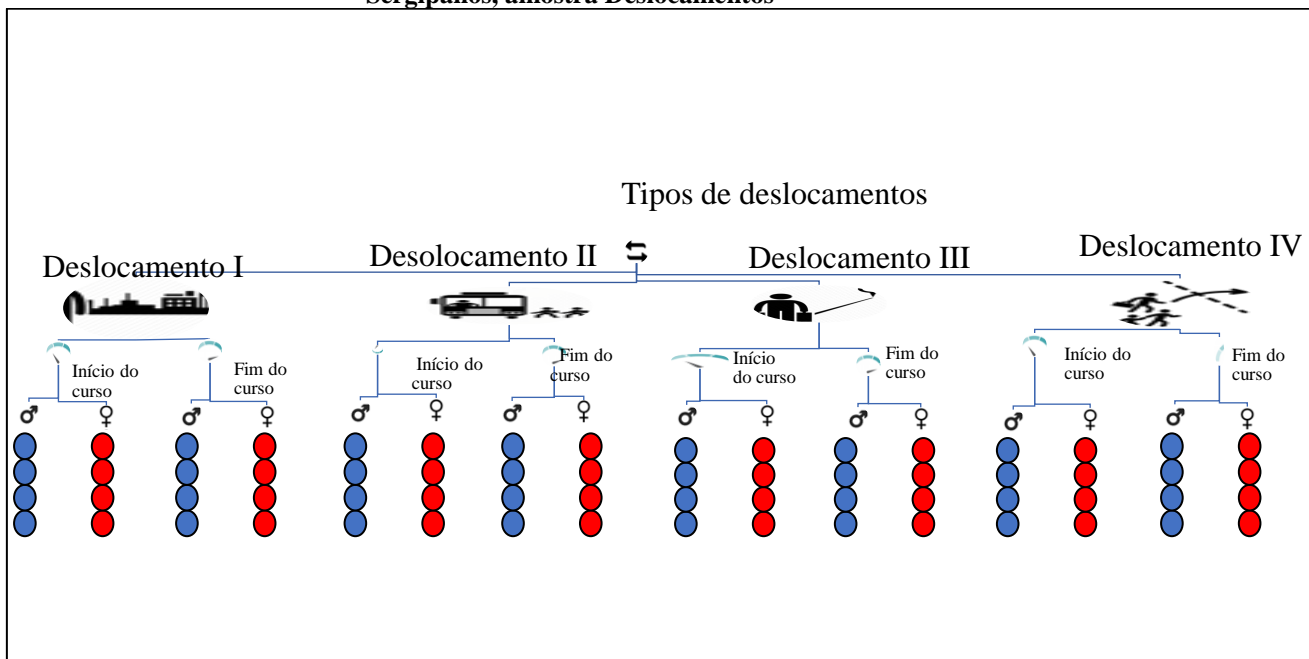 Sergipanos, amostra Deslocamentos
Tipos de deslocamentos
Deslocamento I
Desolocamento II
Deslocamento III
Deslocamento IV
Início do
curso
Fim do
curso
Início do
curso
Fim do
curso
Início
do curso
Fim do
curso
Início do
curso
Fim do
curso